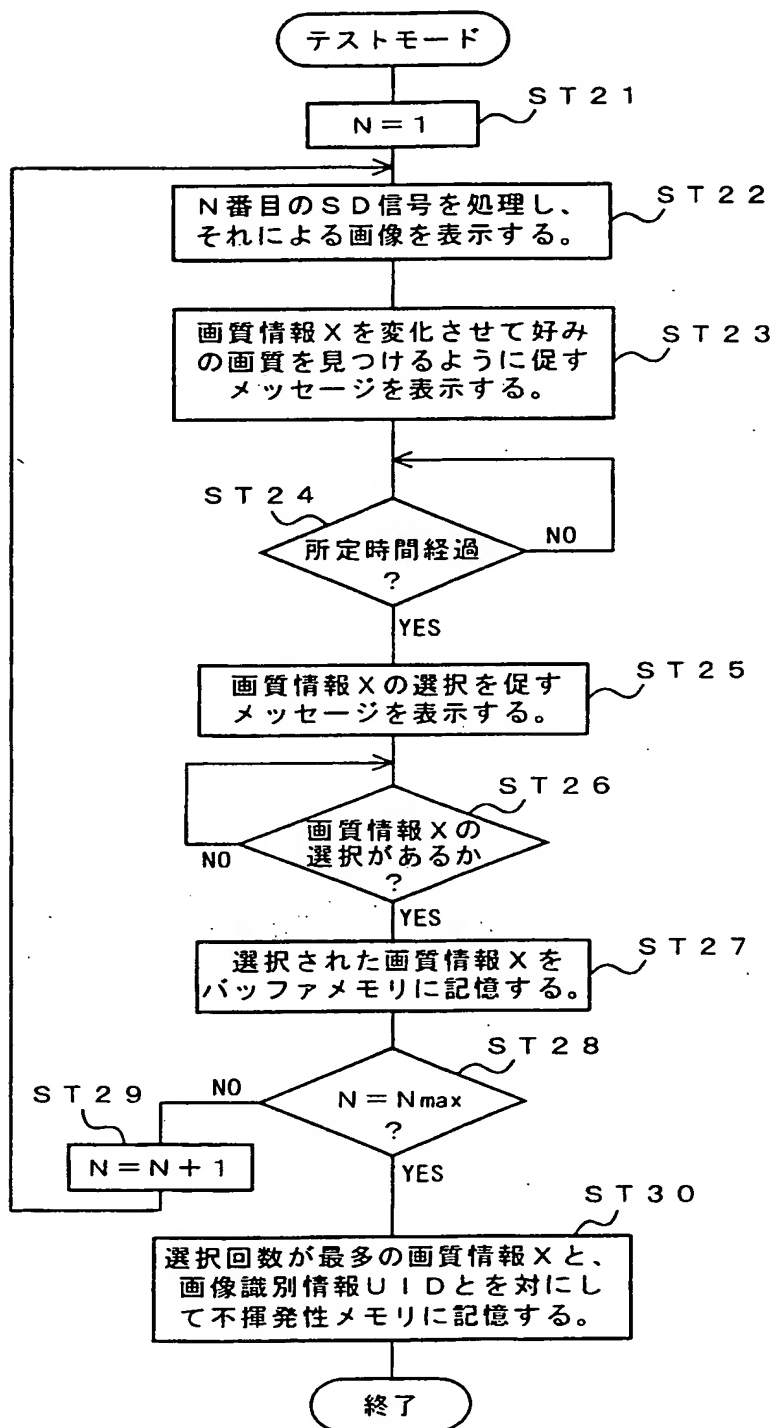 テストモード
ST21
N=1
ST22
N番目のSD信号を処理し、
それによる画像を表示する。
ST23
画質情報Xを変化させて好み
の画質を見つけるように促す
メッセージを表示する。
ST24
所定時間経過
?
NO
YES
ST25
画質情報Xの選択を促す
メッセージを表示する。
ST26
画質情報Xの
選択があるか
?
NO
YES
ST27
選択された画質情報Xを
バッファメモリに記憶する。
ST28
N=Nmax
?
NO
ST29
N=N+1
YES
ST30
選択回数が最多の画質情報Xと、
画像識別情報UIDとを対にし
て不揮発性メモリに記憶する。
終了